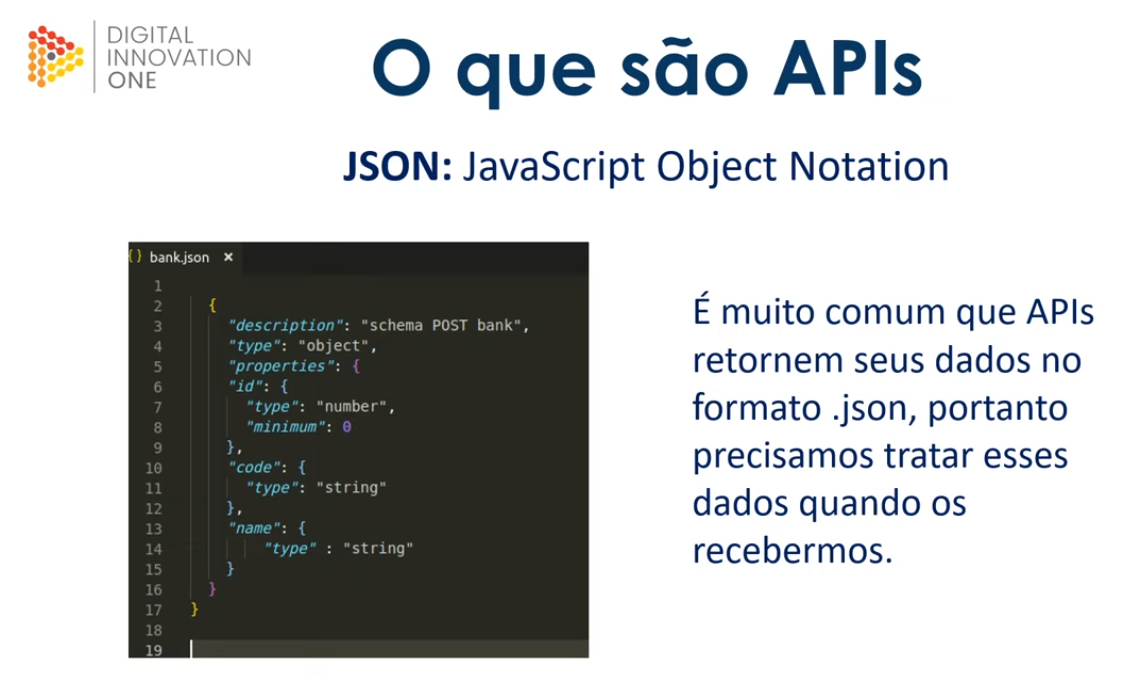 DIGITAL
INNOVATION
ONE
O que são APIs
JSON: JavaScript Object Notation
{} bank.json ×
1
2 {
3 "description": "schema POST bank",
4 "type": "object",
5 "properties": {
6 "id": {
7 "type": "number",
8 "minimum": 0
9 },
10 "code": {
11 "type": "string"
12 },
13 "name": {
14 "type" : "string"
15 }
16 }
17 }
18
19
É muito comum que APIs
retornem seus dados no
formato .json, portanto
precisamos tratar esses
dados quando os
recebermos.